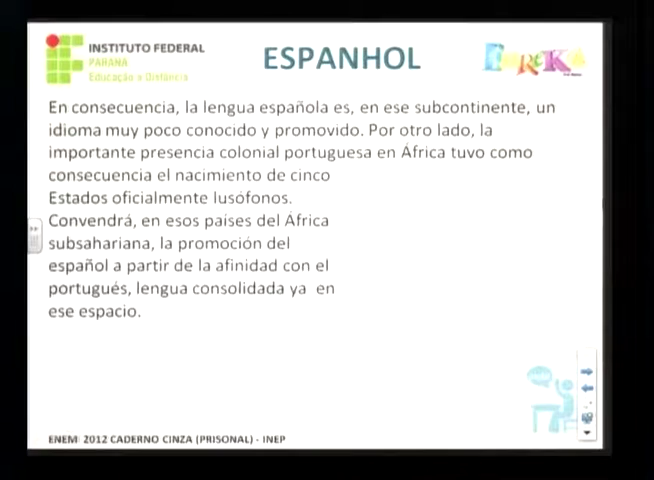 INSTITUTO FEDERAL
PARANÁ
Educação a Distância
ESPANHOL
EUREKA
En consecuencia, la lengua española es, en ese subcontinente, un
idioma muy poco conocido y promovido. Por otro lado, la
importante presencia colonial portuguesa en África tuvo como
consecuencia el nacimiento de cinco
Estados oficialmente lusófonos.
Convendrá, en esos países del África
subsahariana, la promoción del
español a partir de la afinidad con el
portugués, lengua consolidada ya en
ese espacio.
ENEM 2012 CADERNO CINZA (PRISONAL) - INEP